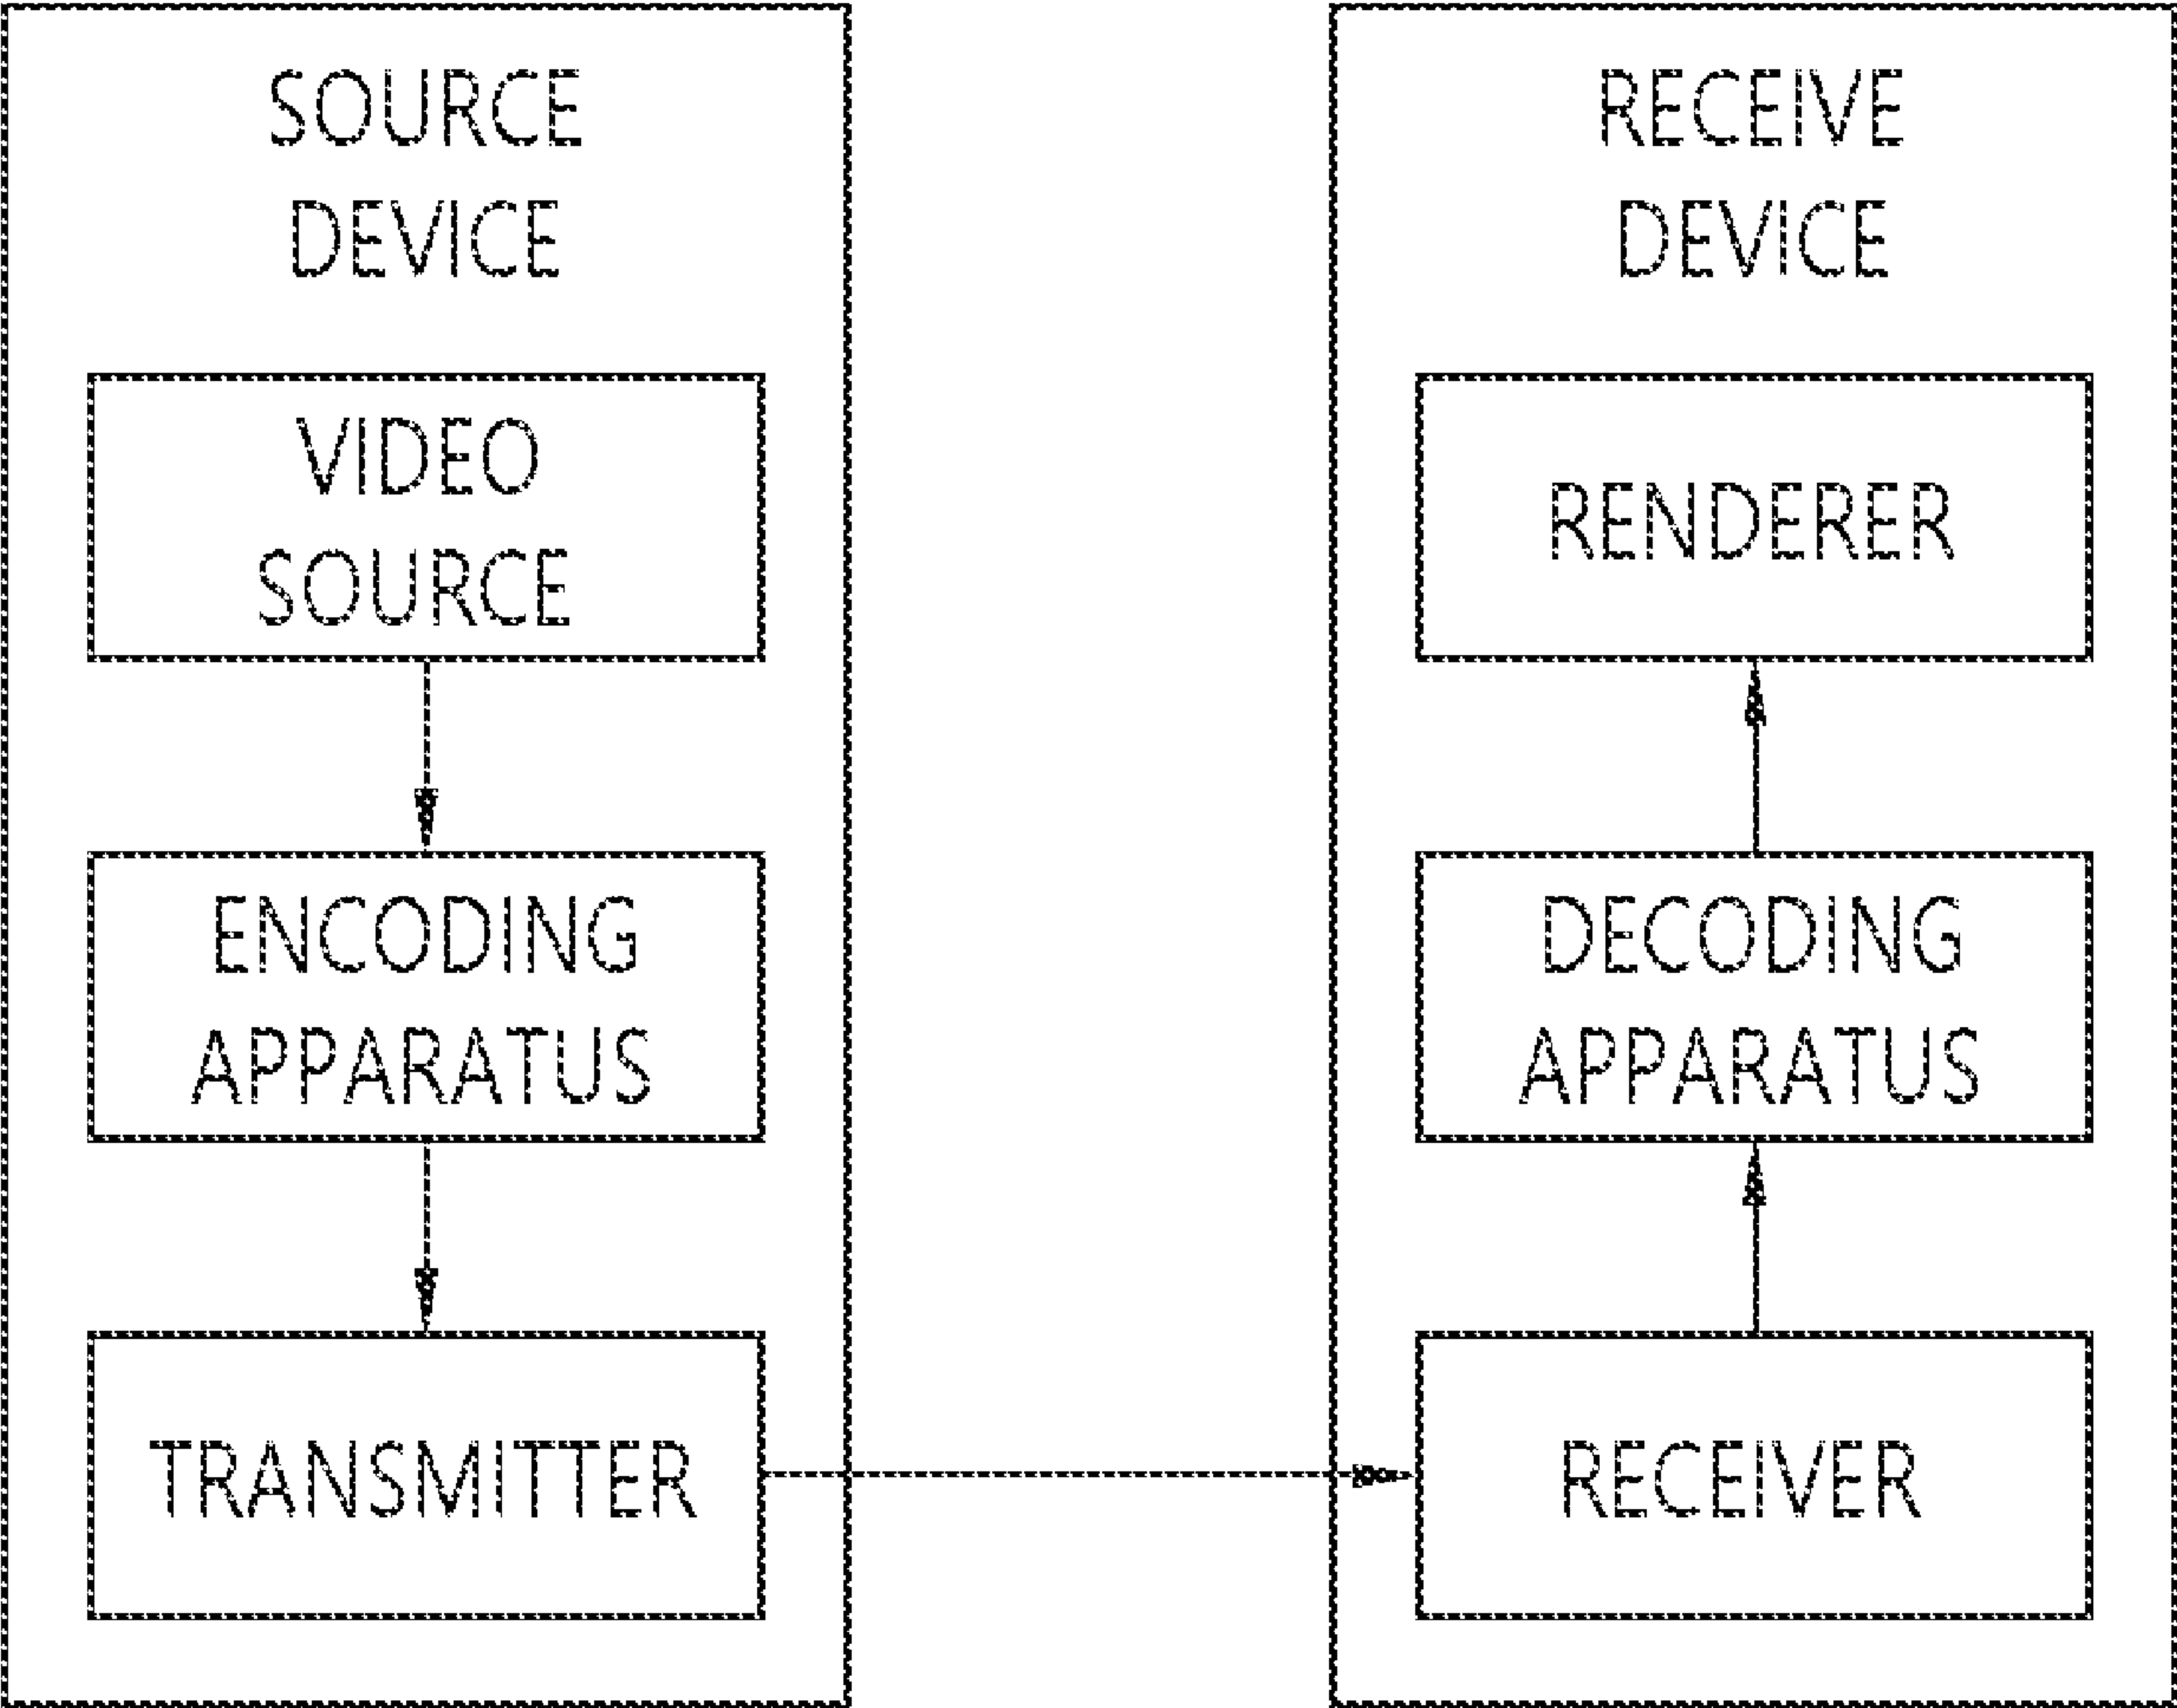 SOURCE
DEVICE
VIDEO
SOURCE
ENCODING
APPARATUS
TRANSMITTER
RECEIVE
DEVICE
RENDERER
DECODING
APPARATUS
RECEIVER